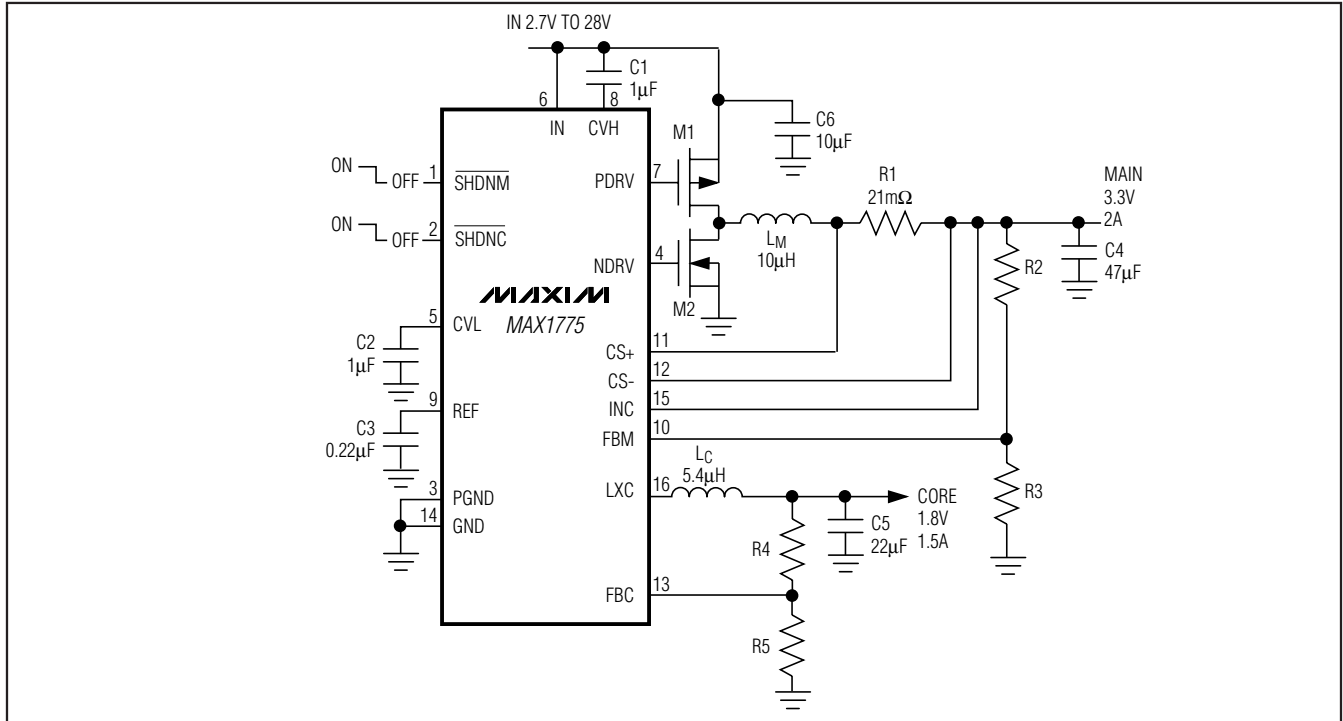 IN 2.7V TO 28V
C1
1μF
6
8
IN
CVH
C6
10μF
M1
ON
OFF
1
SHDNM
PDRV
7
R1
21mΩ
MAIN
3.3V
2A
ON
OFF
2
SHDNC
LM
10μH
NDRV
4
R2
C4
47μF
MAXIM
MAX1775
M2
5
CVL
C2
1μF
CS+
11
CS-
12
INC
15
FBM
10
9
REF
C3
0.22μF
LC
5.4μH
LXC
16
R3
3
PGND
14
GND
CORE
1.8V
1.5A
C5
22μF
R4
FBC
13
R5